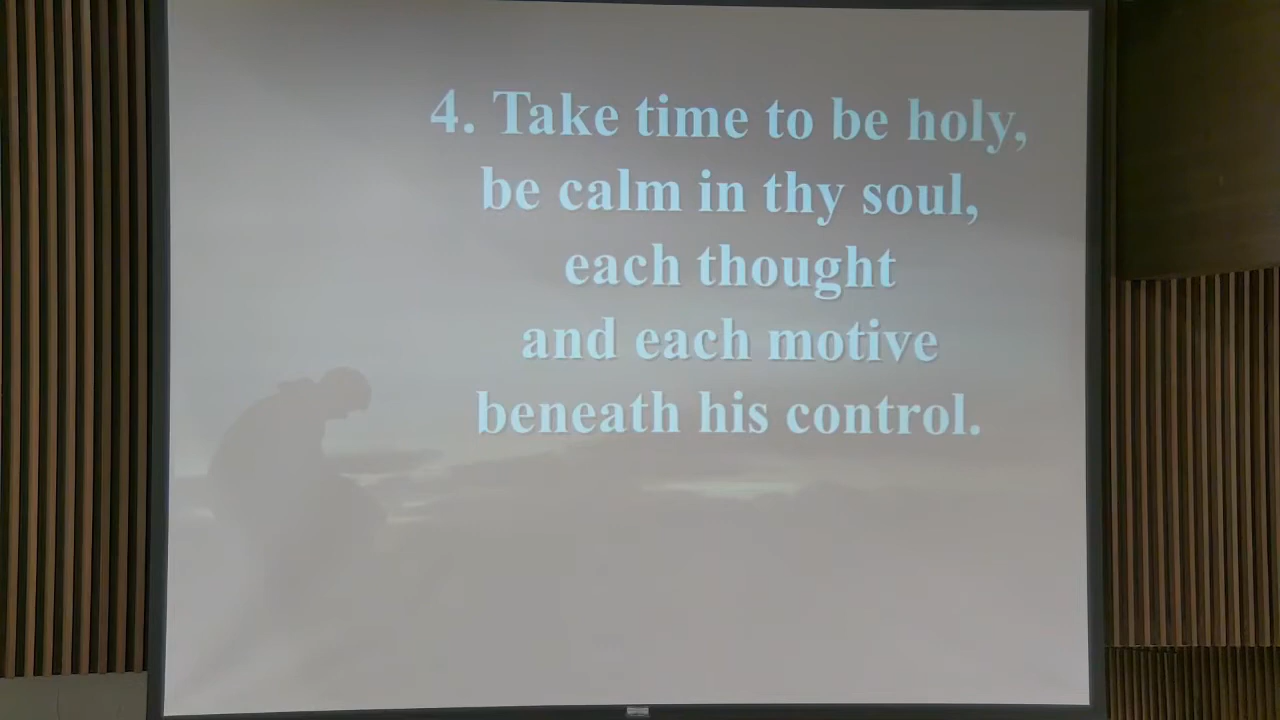 4. Take time to be holy,
be calm in thy soul,
each thought
and each motive
beneath his control.